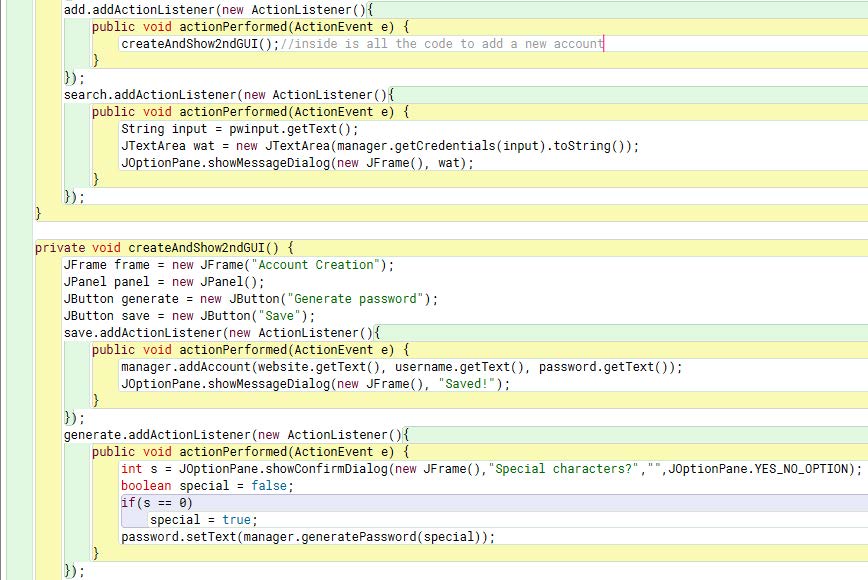 add.addActionListener(new ActionListener(){
public void actionPerformed(ActionEvent e) {
createAndShow2ndGUI();//inside is all the code to add a new account
}
});
search.addActionListener(new ActionListener(){
public void actionPerformed(ActionEvent e) {
String input = pwinput.getText();
JTextArea wat = new JTextArea(manager.getCredentials(input).toString());
JOptionPane.showMessageDialog(new JFrame(), wat);
}
});
}
private void createAndShow2ndGUI() {
JFrame frame = new JFrame("Account Creation");
JPanel panel = new JPanel();
JButton generate = new JButton("Generate password");
JButton save = new JButton("Save");
save.addActionListener(new ActionListener(){
public void actionPerformed(ActionEvent e) {
manager.addAccount(website.getText(), username.getText(), password.getText());
JOptionPane.showMessageDialog(new JFrame(), "Saved!");
}
});
generate.addActionListener(new ActionListener(){
public void actionPerformed(ActionEvent e) {
int s = JOptionPane.showConfirmDialog(new JFrame(),"Special characters?","",JOptionPane.YES_NO_OPTION);
boolean special = false;
if(s == 0)
special = true;
password.setText(manager.generatePassword(special));
}
});